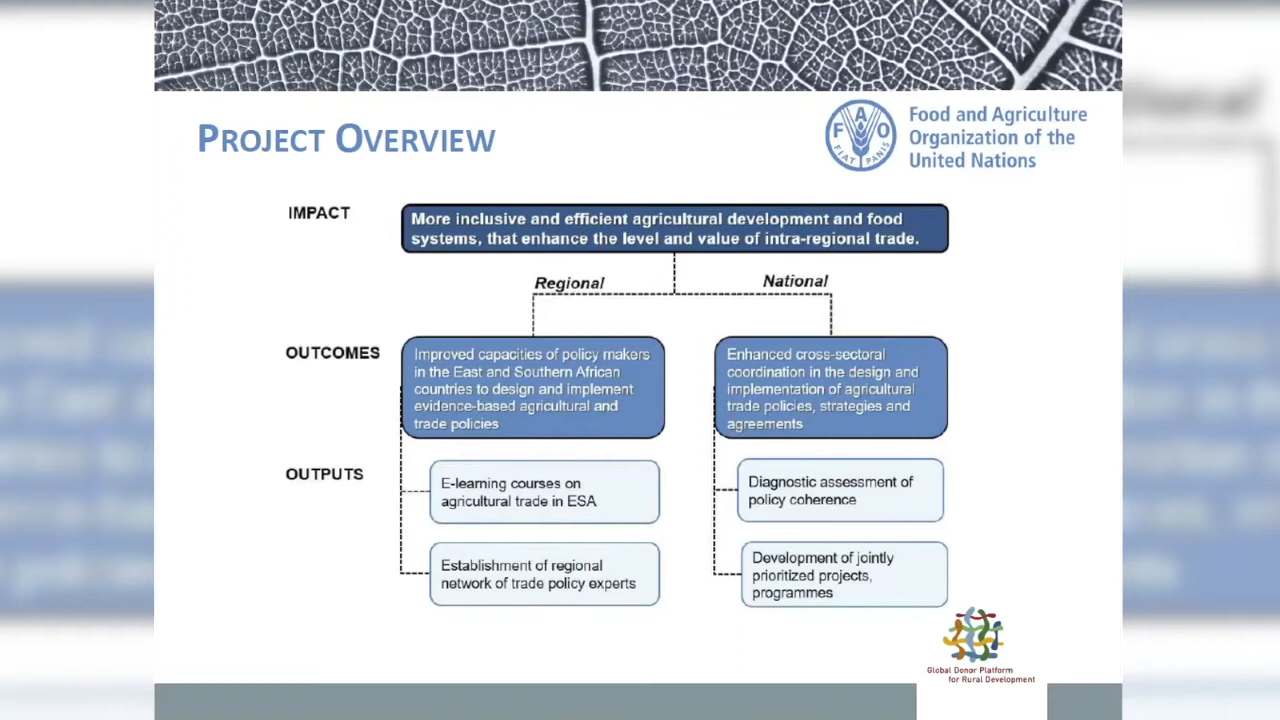 PROJECT OVERVIEW
FAO
FIAT PANIS
Food and Agriculture
Organization of the
United Nations
IMPACT
More inclusive and efficient agricultural development and food
systems, that enhance the level and value of intra-regional trade.
Regional
National
OUTCOMES
Improved capacities of policy makers
in the East and Southern African
countries to design and implement
evidence-based agricultural and
trade policies
Enhanced cross-sectoral
coordination in the design and
implementation of agricultural
trade policies, strategies and
agreements
OUTPUTS
E-learning courses on
agricultural trade in ESA
Diagnostic assessment of
policy coherence
Establishment of regional
network of trade policy experts
Development of jointly
prioritized projects,
programmes
Global Donor Platform
for Rural Development